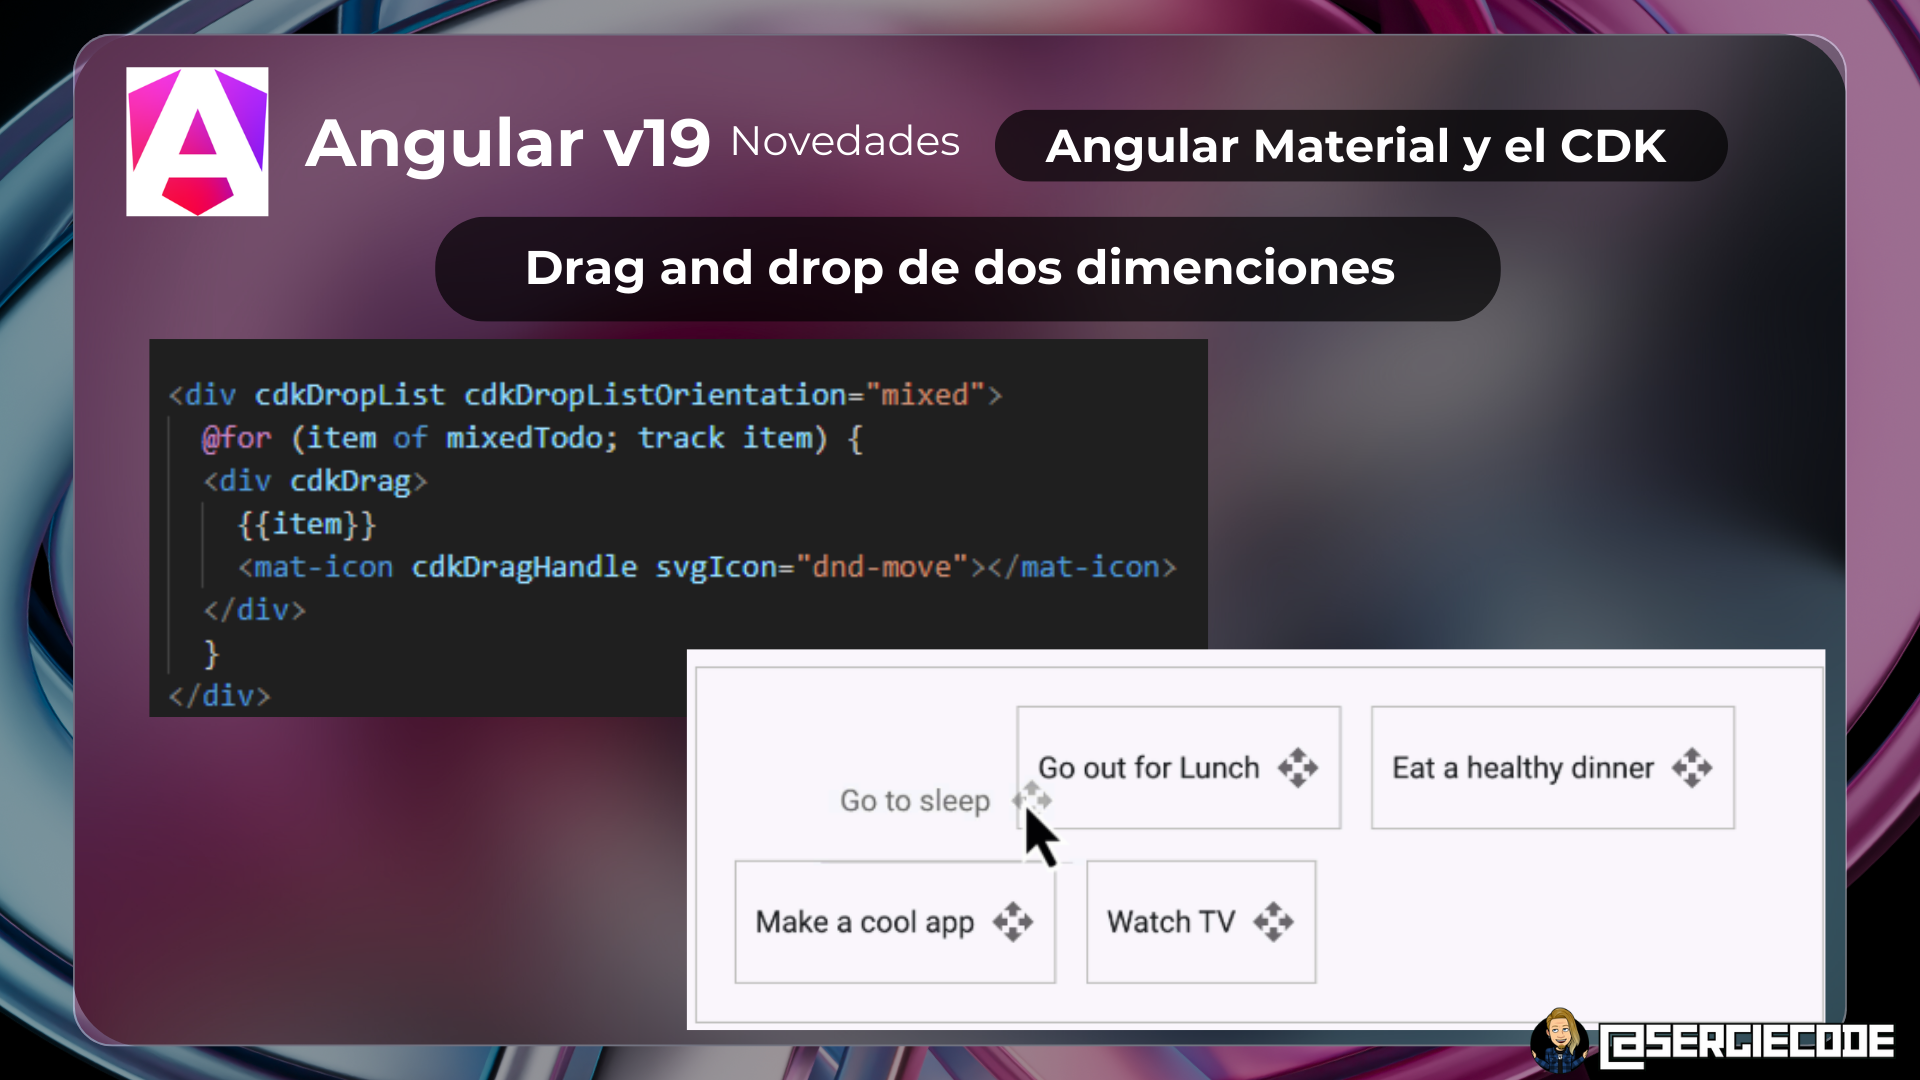 Angular v19 Novedades Angular Material y el CDK
Drag and drop de dos dimenciones
<div cdkDropList cdkDropListOrientation="mixed">
@for (item of mixedTodo; track item) {
<div cdkDrag>
{{item}}
<mat-icon cdkDragHandle svgIcon="dnd-move"></mat-icon>
</div>
}
</div>
Go out for Lunch Eat a healthy dinner
Go to sleep
Make a cool app Watch TV
@SERGIECODE